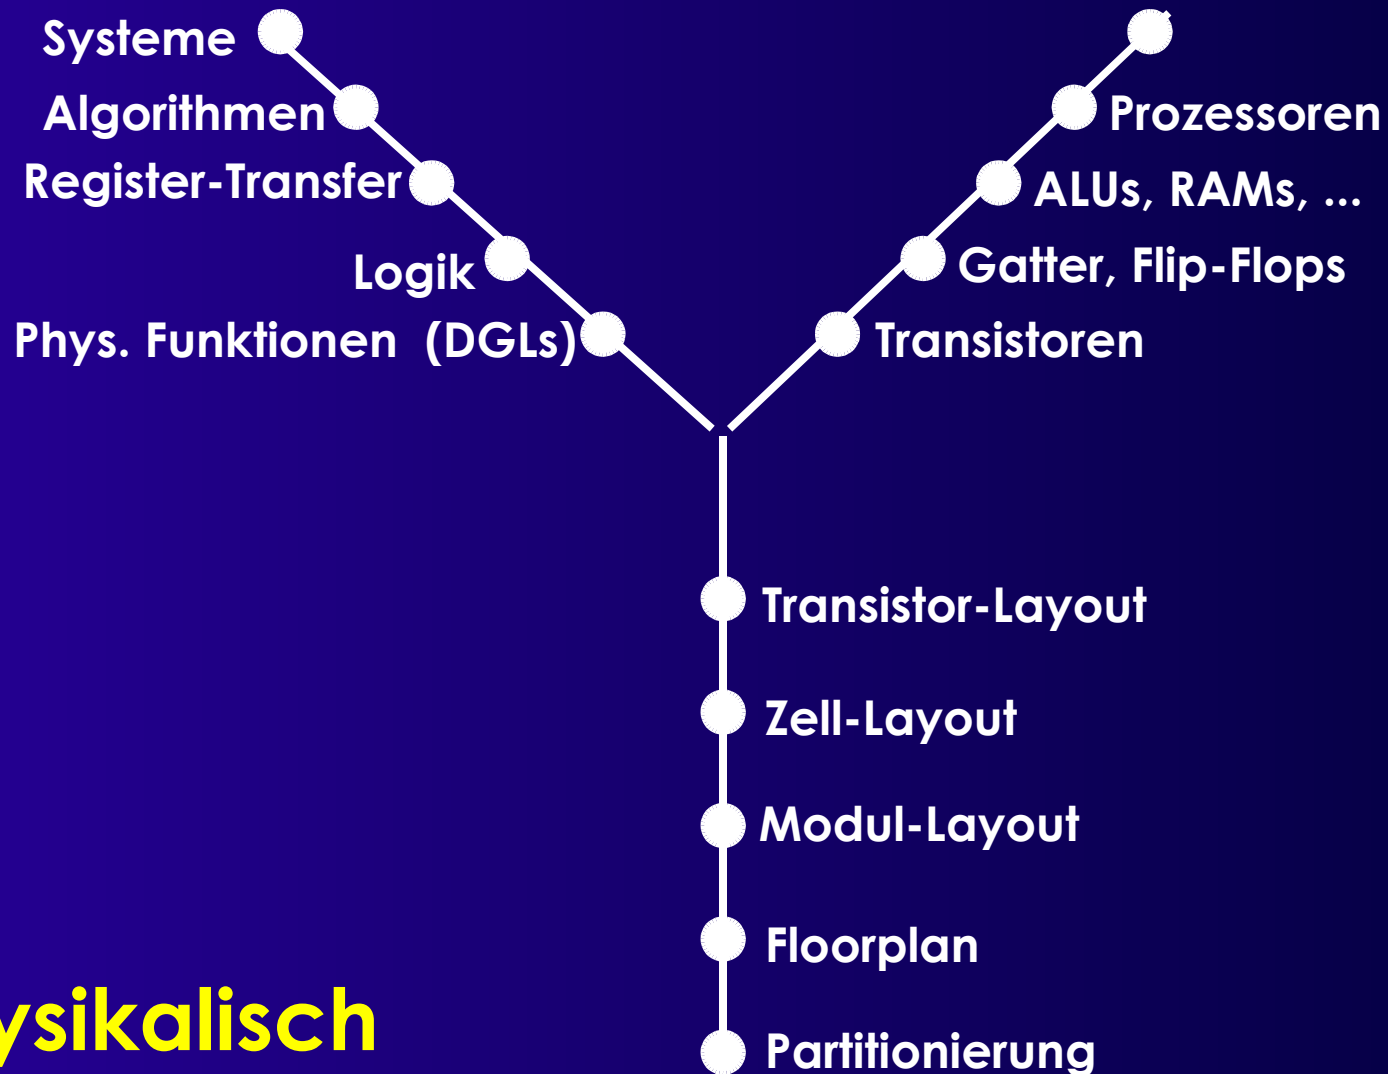 Systeme
Algorithmen
Prozessoren
Register-Transfer
ALUs, RAMs, ...
Logik
Gatter, Flip-Flops
Phys. Funktionen (DGLs)
Transistoren
Transistor-Layout
Zell-Layout
Modul-Layout
Floorplan
ysikalisch
Partitionierung